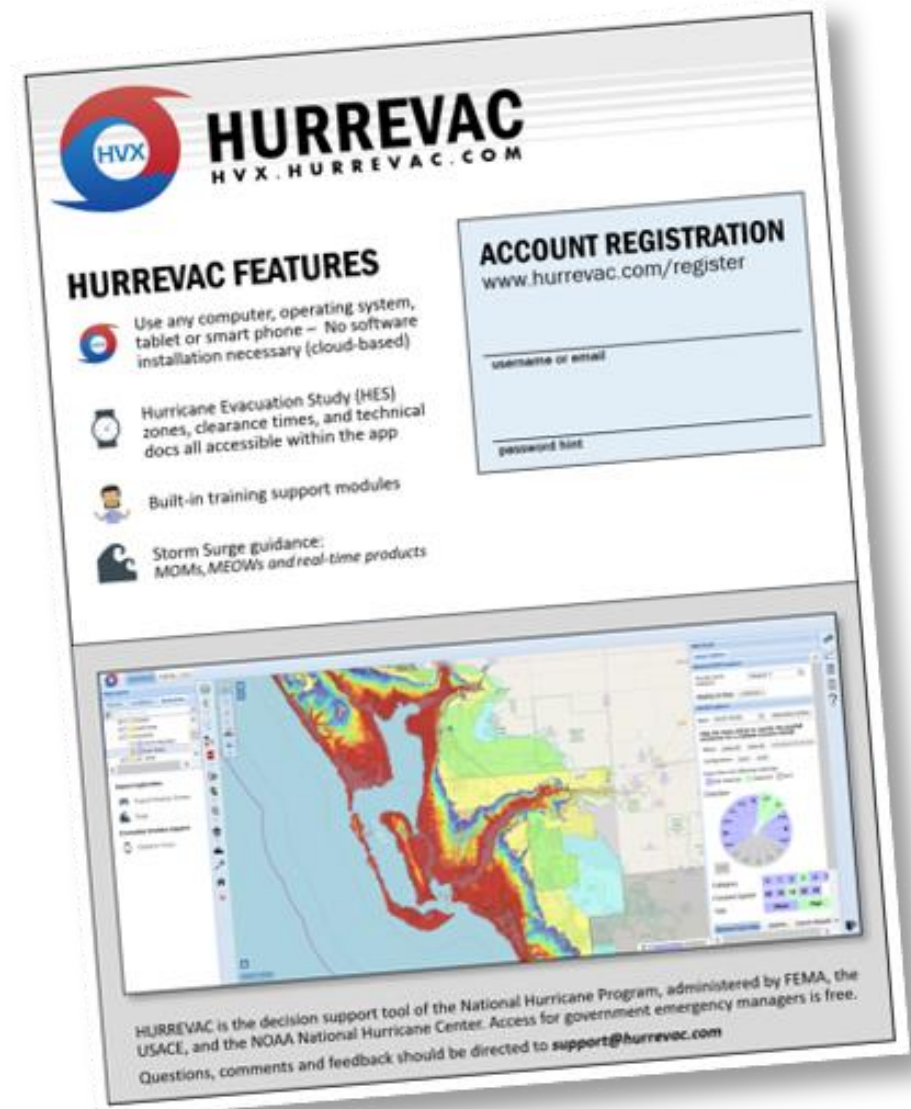 HVX
HURREVAC
HVX.HURREVAC.COM
HURREVAC FEATURES
Use any computer, operating system,
tablet or smart phone – No software
installation necessary (cloud-based)
Hurricane Evacuation Study (HES)
zones, clearance times, and technical
docs all accessible within the app
Built-in training support modules
Storm Surge guidance:
MOMs, MEOWs and real-time products
ACCOUNT REGISTRATION
www.hurrevac.com/register
username or email
password hint
HURREVAC is the decision support tool of the National Hurricane Program, administered by FEMA, the
USACE, and the NOAA National Hurricane Center. Access for government emergency managers is free.
Questions, comments and feedback should be directed to support@hurrevac.com